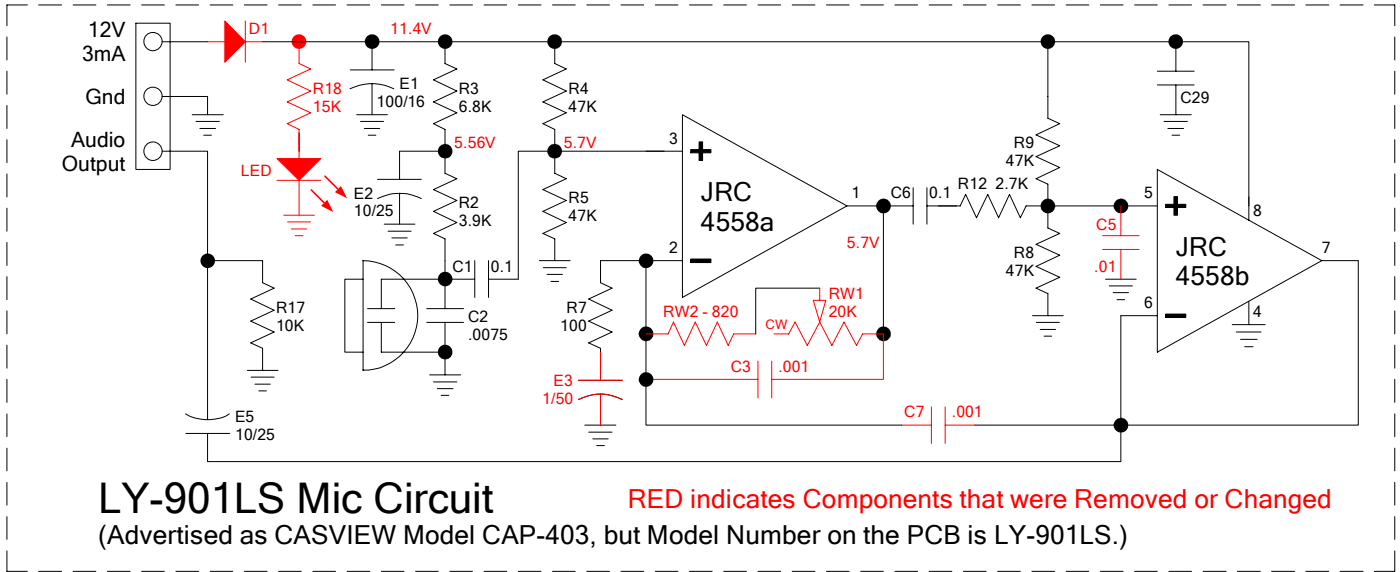 12V
3mA
Gnd
Audio
Output
D1
11.4V
R18
15K
LED
E1
100/16
R3
6.8K
5.56V
E2
10/25
R2
3.9K
R4
47K
5.7V
R5
47K
C1
0.1
C2
.0075
R17
10K
E5
10/25
3
+
JRC
4558a
2
−
1
5.7V
R7
100
E3
1/50
RW2 - 820
RW1
20K
CW
C3
.001
C7
.001
C6
0.1
R12
2.7K
R9
47K
R8
47K
C29
C5
.01
5
+
JRC
4558b
6
−
8
7
4
LY-901LS Mic Circuit
RED indicates Components that were Removed or Changed
(Advertised as CASVIEW Model CAP-403, but Model Number on the PCB is LY-901LS.)